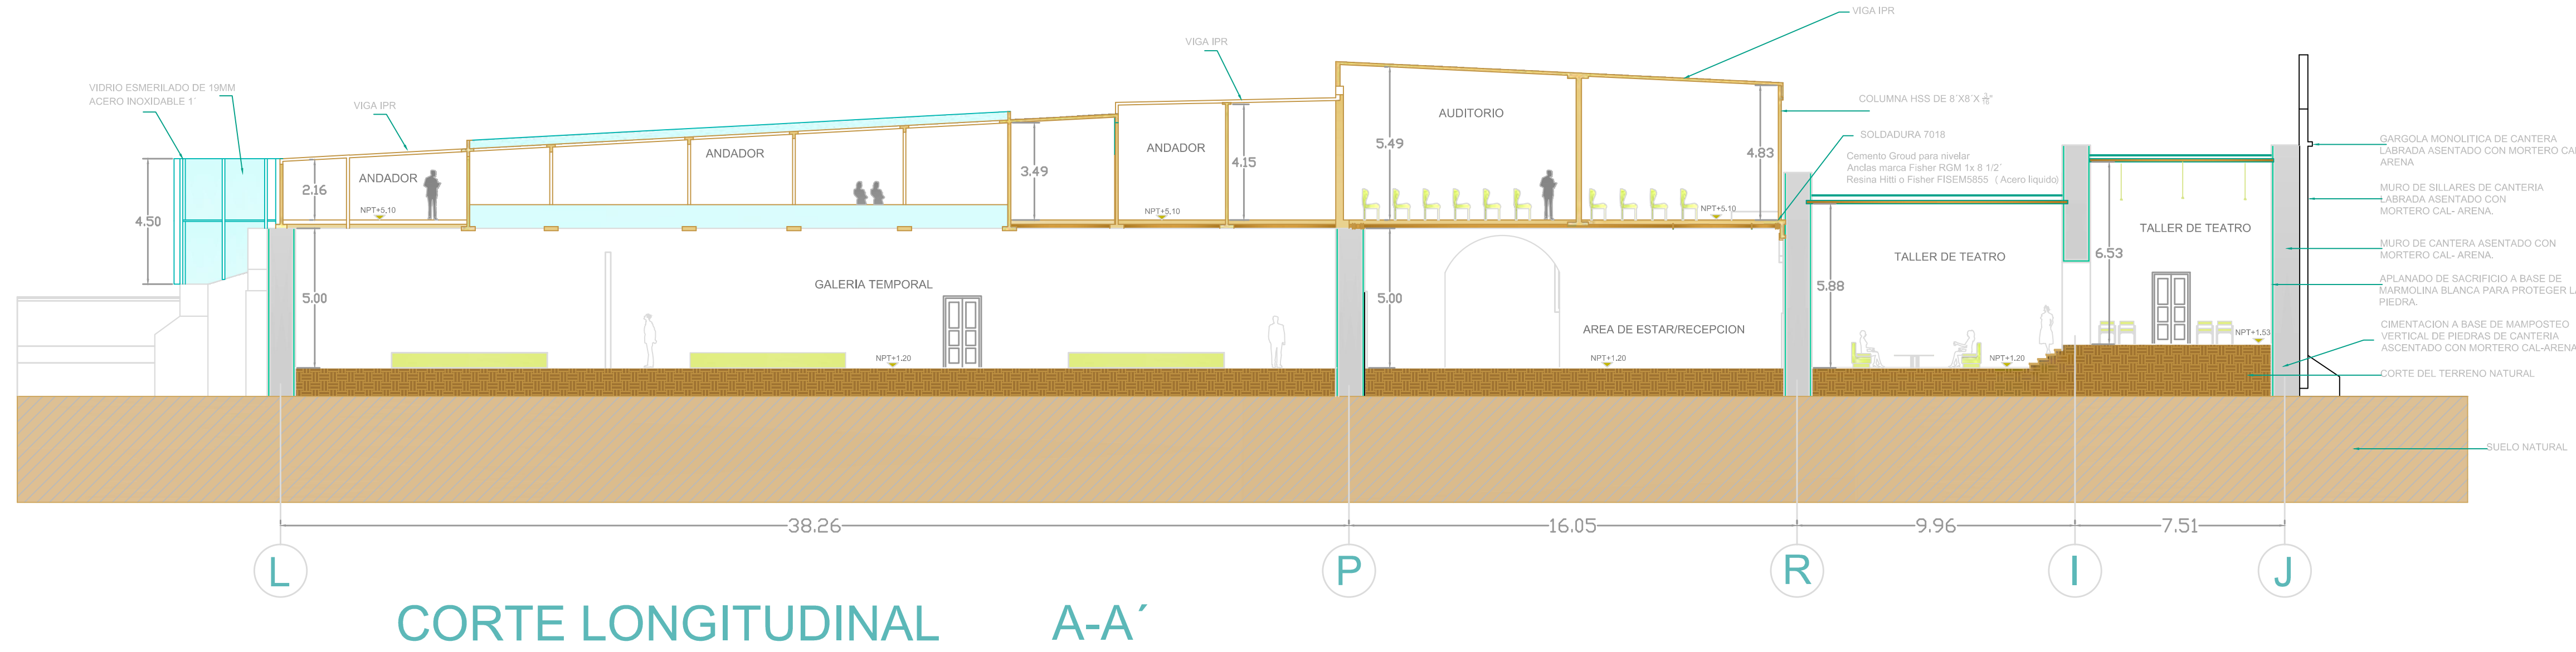 VIGA IPR
VIGA IPR
VIDRIO ESMERILADO DE 19MM
ACERO INOXIDABLE 1´
VIGA IPR
COLUMNA HSS DE 8´X8´X 5/16"
AUDITORIO
SOLDADURA 7018
GARGOLA MONOLITICA DE CANTERA
LABRADA ASENTADO CON MORTERO CAL
ARENA
ANDADOR
ANDADOR
ANDADOR
5.49
4.83
Cemento Groud para nivelar
Anclas marca Fisher RGM 1x 8 1/2´
Resina Hitti o Fisher FISEM5855 ( Acero liquido)
4.15
3.49
2.16
4.50
NPT+5,10
NPT+5,10
NPT+5,10
MURO DE SILLARES DE CANTERIA
LABRADA ASENTADO CON
MORTERO CAL- ARENA.
TALLER DE TEATRO
TALLER DE TEATRO
6.53
MURO DE CANTERA ASENTADO CON
MORTERO CAL- ARENA.
GALERÍA TEMPORAL
5.00
5.00
5.88
APLANADO DE SACRIFICIO A BASE DE
MARMOLINA BLANCA PARA PROTEGER LA
PIEDRA.
AREA DE ESTAR/RECEPCION
CIMENTACION A BASE DE MAMPOSTEO
VERTICAL DE PIEDRAS DE CANTERIA
ASCENTADO CON MORTERO CAL-ARENA
NPT+1.53
NPT+1.20
NPT+1.20
NPT+1.20
CORTE DEL TERRENO NATURAL
SUELO NATURAL
38.26
16.05
9.96
7.51
L
P
R
I
J
CORTE LONGITUDINAL A-A´